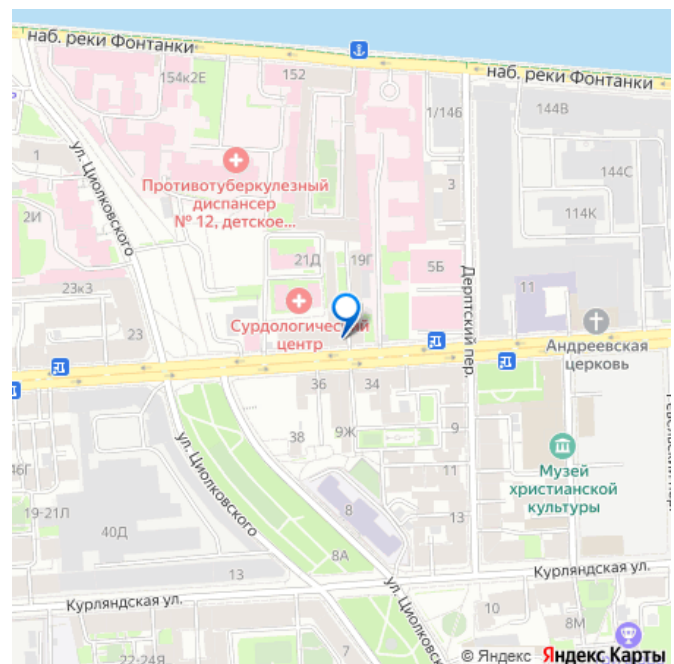 наб. реки Фонтанки
154к2Е
152
наб. реки Фонтанки
1/146
144В
ул. Циолковского
1
Противотуберкулезный
диспансер
№ 12, детское...
3
144С
2И
114К
21Д
19Г
5Б
Дерптский пер.
11
23к3
23
Сурдологический
центр
Андреевская
церковь
36
34
38
9Ж
9
46Г
ул. Циолковского
11
Музей
христианской
культуры
19-21Л
40Д
8
13
8А
13
Курляндская ул.
ул. Циолковского
Курляндская ул.
10
8М
7
22-24Я
© Яндекс Яндекс Карты